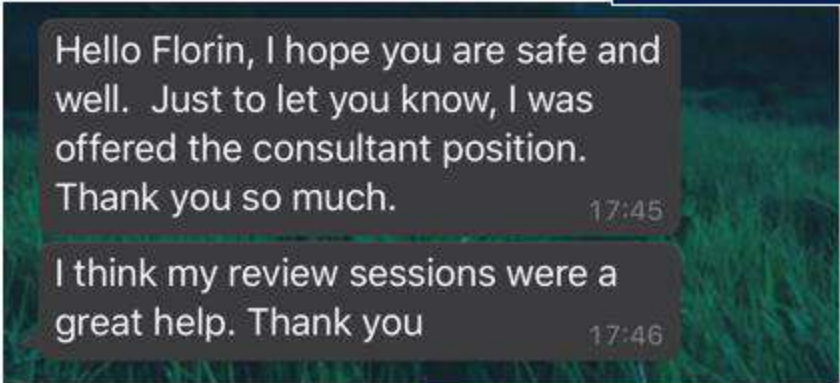 Hello Florin, I hope you are safe and
well.  Just to let you know, I was
offered the consultant position.
Thank you so much.
17:45
I think my review sessions were a
great help. Thank you
17:46